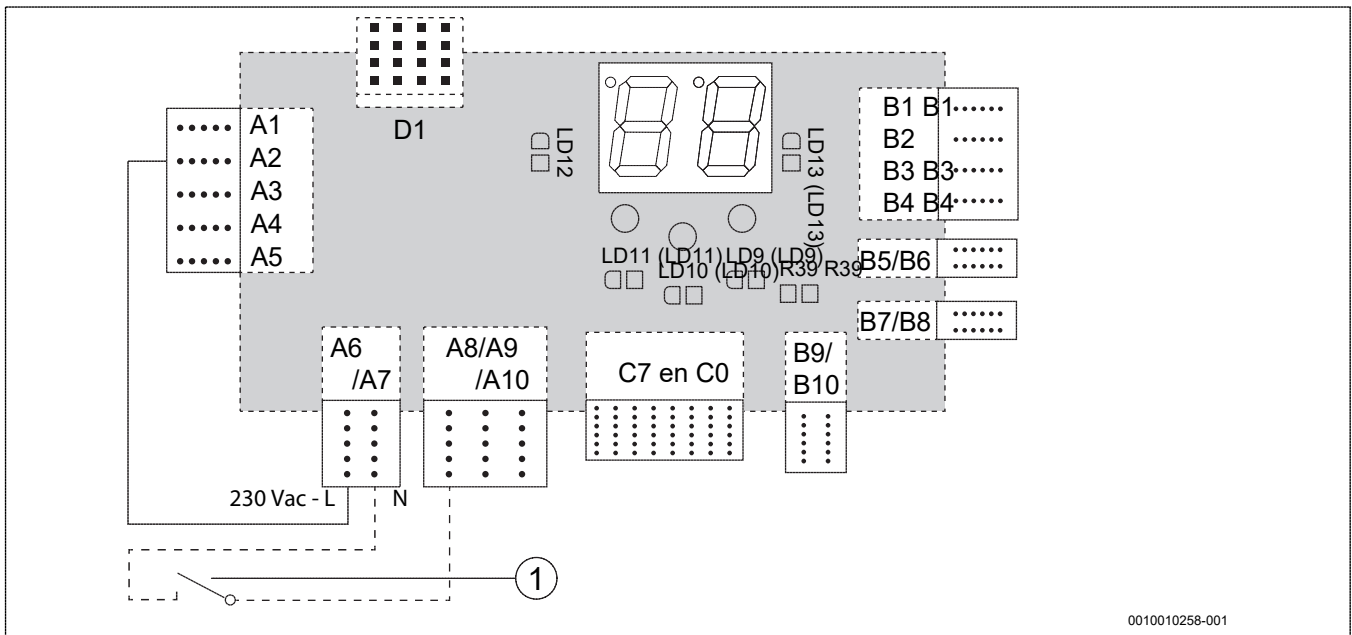 A1
A2
A3
A4
A5
D1
LD12
LD13 (LD13)
B1 B1
B2
B3 B3
B4 B4
LD11 (LD11)
LD9 (LD9)
LD10 (LD10)
R39 R39
B5/B6
B7/B8
A6
/A7
A8/A9
/A10
C7 en C0
B9/
B10
230 Vac - L
N
1
0010010258-001